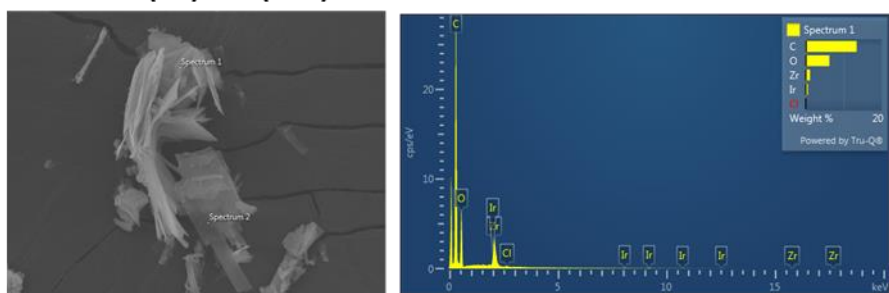 Spectrum 1
Spectrum 2
C
O
Ir
Zr
Cl
Ir
Ir
Ir
Ir
Zr
Zr
20
10
0
cps/eV
0
5
10
15
keV
Spectrum 1
C
O
Zr
Ir
Cl
Weight %
20
Powered by Tru-Q®